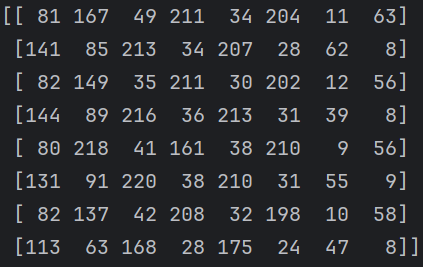 [[ 81 167 49 211 34 204 11 63]
[141 85 213 34 207 28 62 8]
[ 82 149 35 211 30 202 12 56]
[144 89 216 36 213 31 39 8]
[ 80 218 41 161 38 210 9 56]
[131 91 220 38 210 31 55 9]
[ 82 137 42 208 32 198 10 58]
[113 63 168 28 175 24 47 8]]